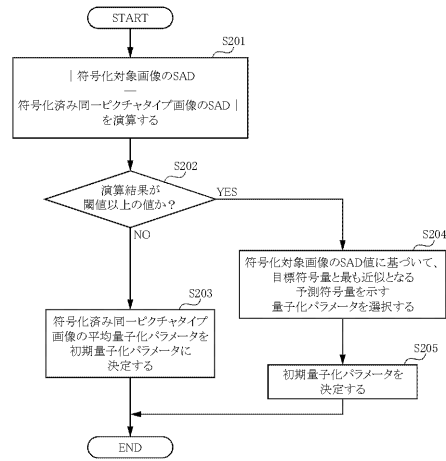 START
S201
|符号化対象画像のSAD
―
符号化済み同一ピクチャタイプ画像のSAD|
を演算する
S202
演算結果が
閾値以上の値か?
YES
NO
S204
符号化対象画像のSAD値に基づいて、
目標符号量と最も近似となる
予測符号量を示す
量子化パラメータを選択する
S203
符号化済み同一ピクチャタイプ
画像の平均量子化パラメータを
初期量子化パラメータに
決定する
S205
初期量子化パラメータを
決定する
END